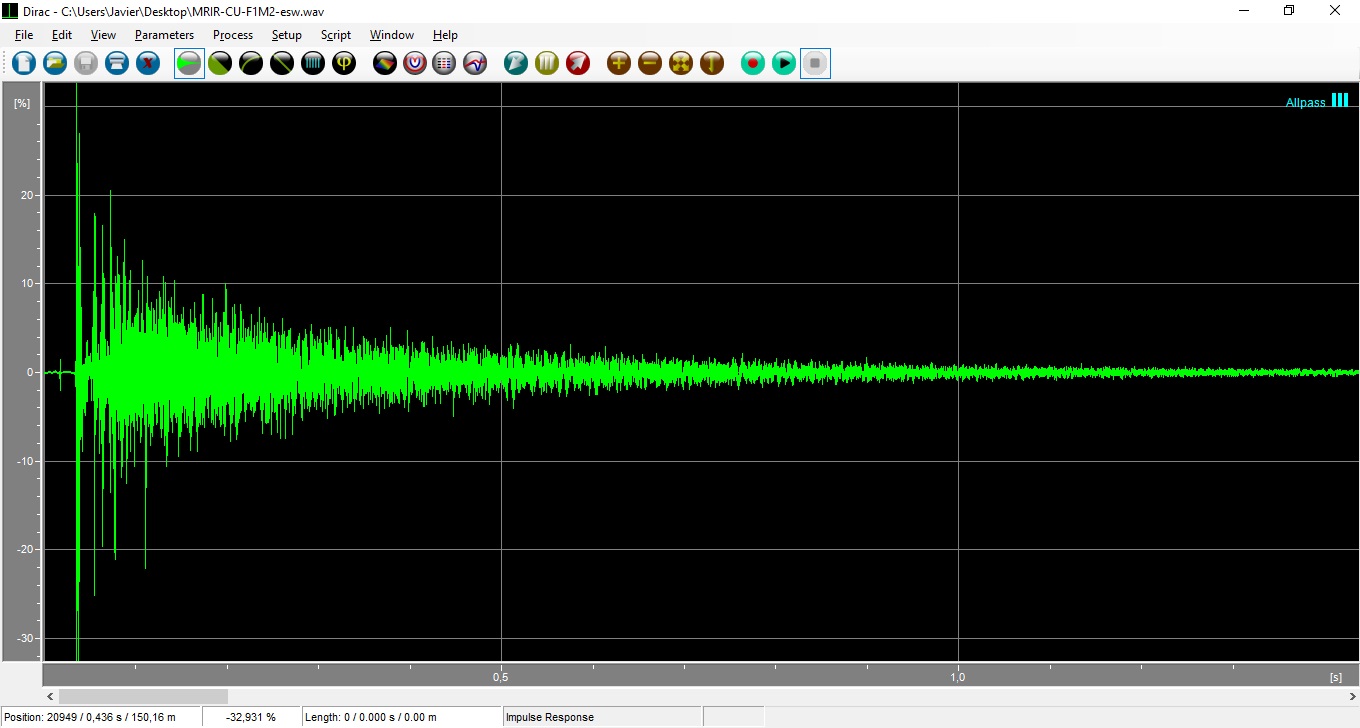 Dirac - C:\Users\Javier\Desktop\MRIR-CU-F1M2-esw.wav
File Edit View Parameters Process Setup Script Window Help
[%]
Allpass
20
10
0
-10
-20
-30
0,5 1,0 [s]
Position: 20949 / 0,436 s / 150,16 m -32,931 % Length: 0 / 0.000 s / 0.00 m Impulse Response